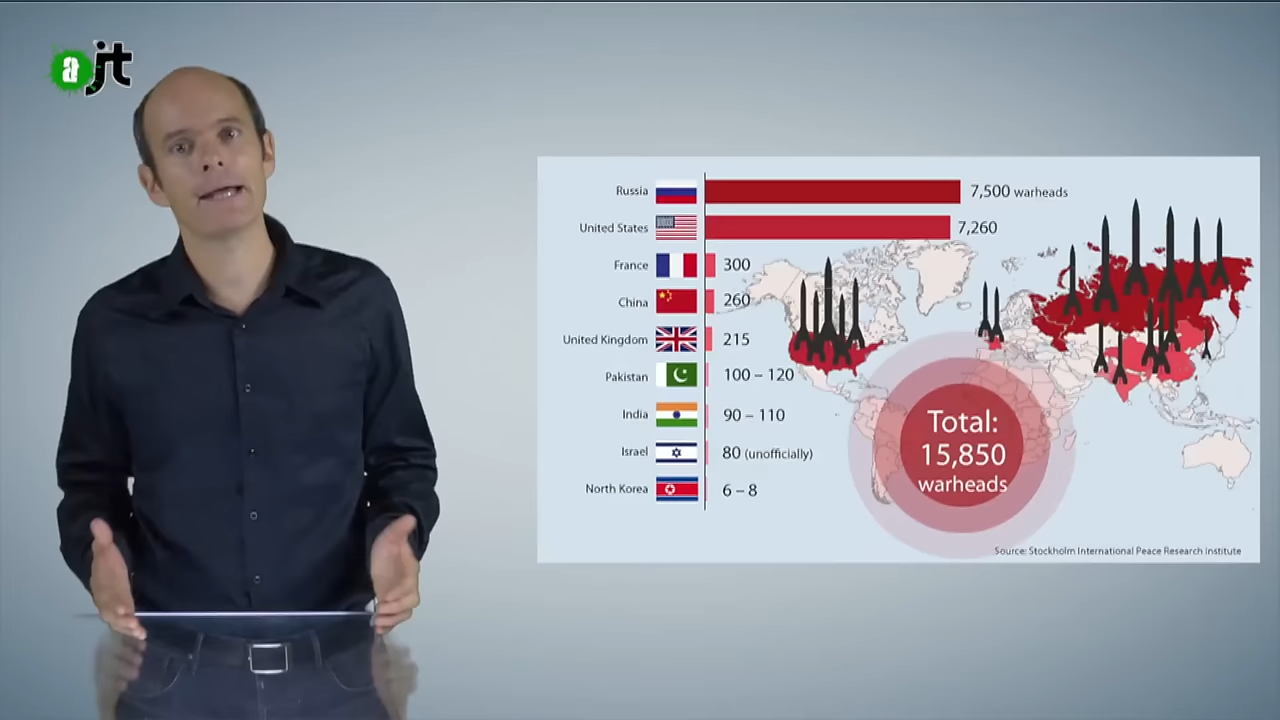 ajt
Russia 7,500 warheads
United States 7,260
France 300
China 260
United Kingdom 215
Pakistan 100 – 120
India 90 – 110
Israel 80 (unofficially)
North Korea 6 – 8
Total:
15,850
warheads
Source: Stockholm International Peace Research Institute